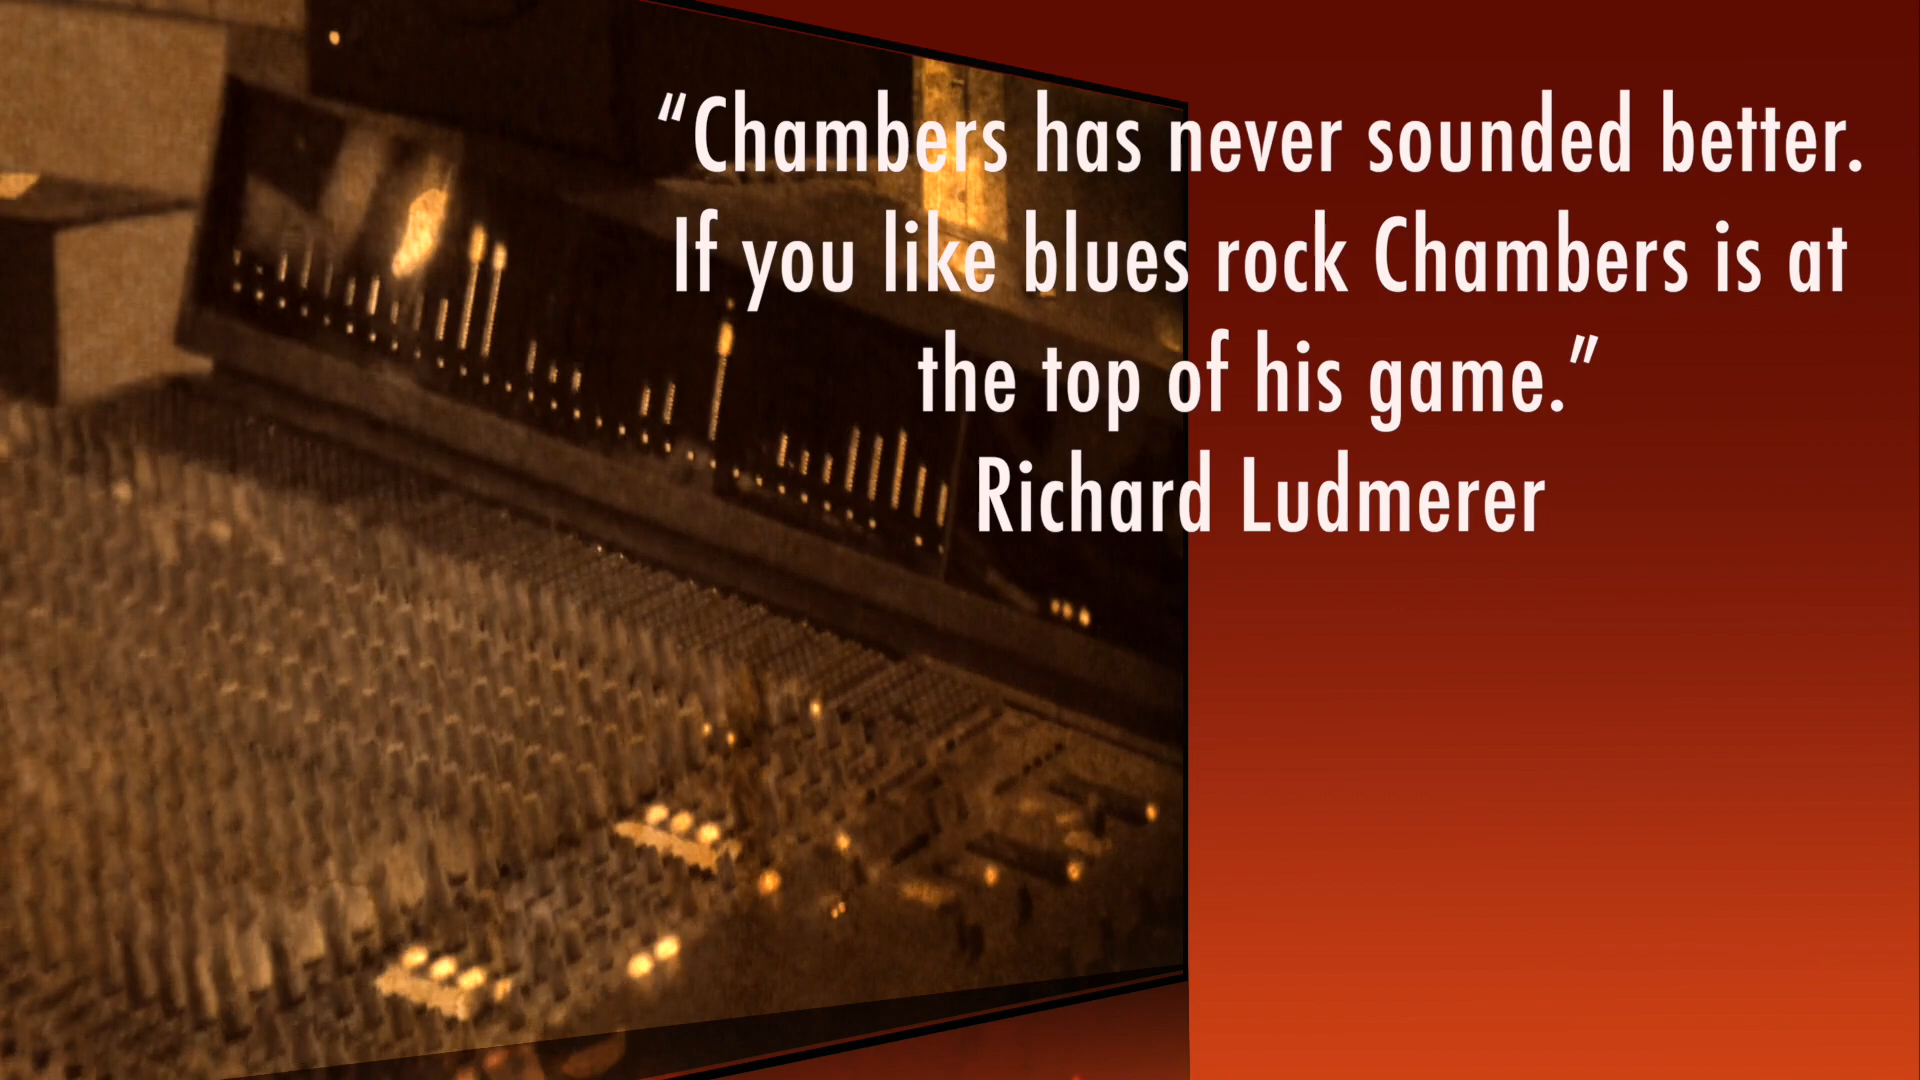 “Chambers has never sounded better.
If you like blues rock Chambers is at
the top of his game.”
Richard Ludmerer